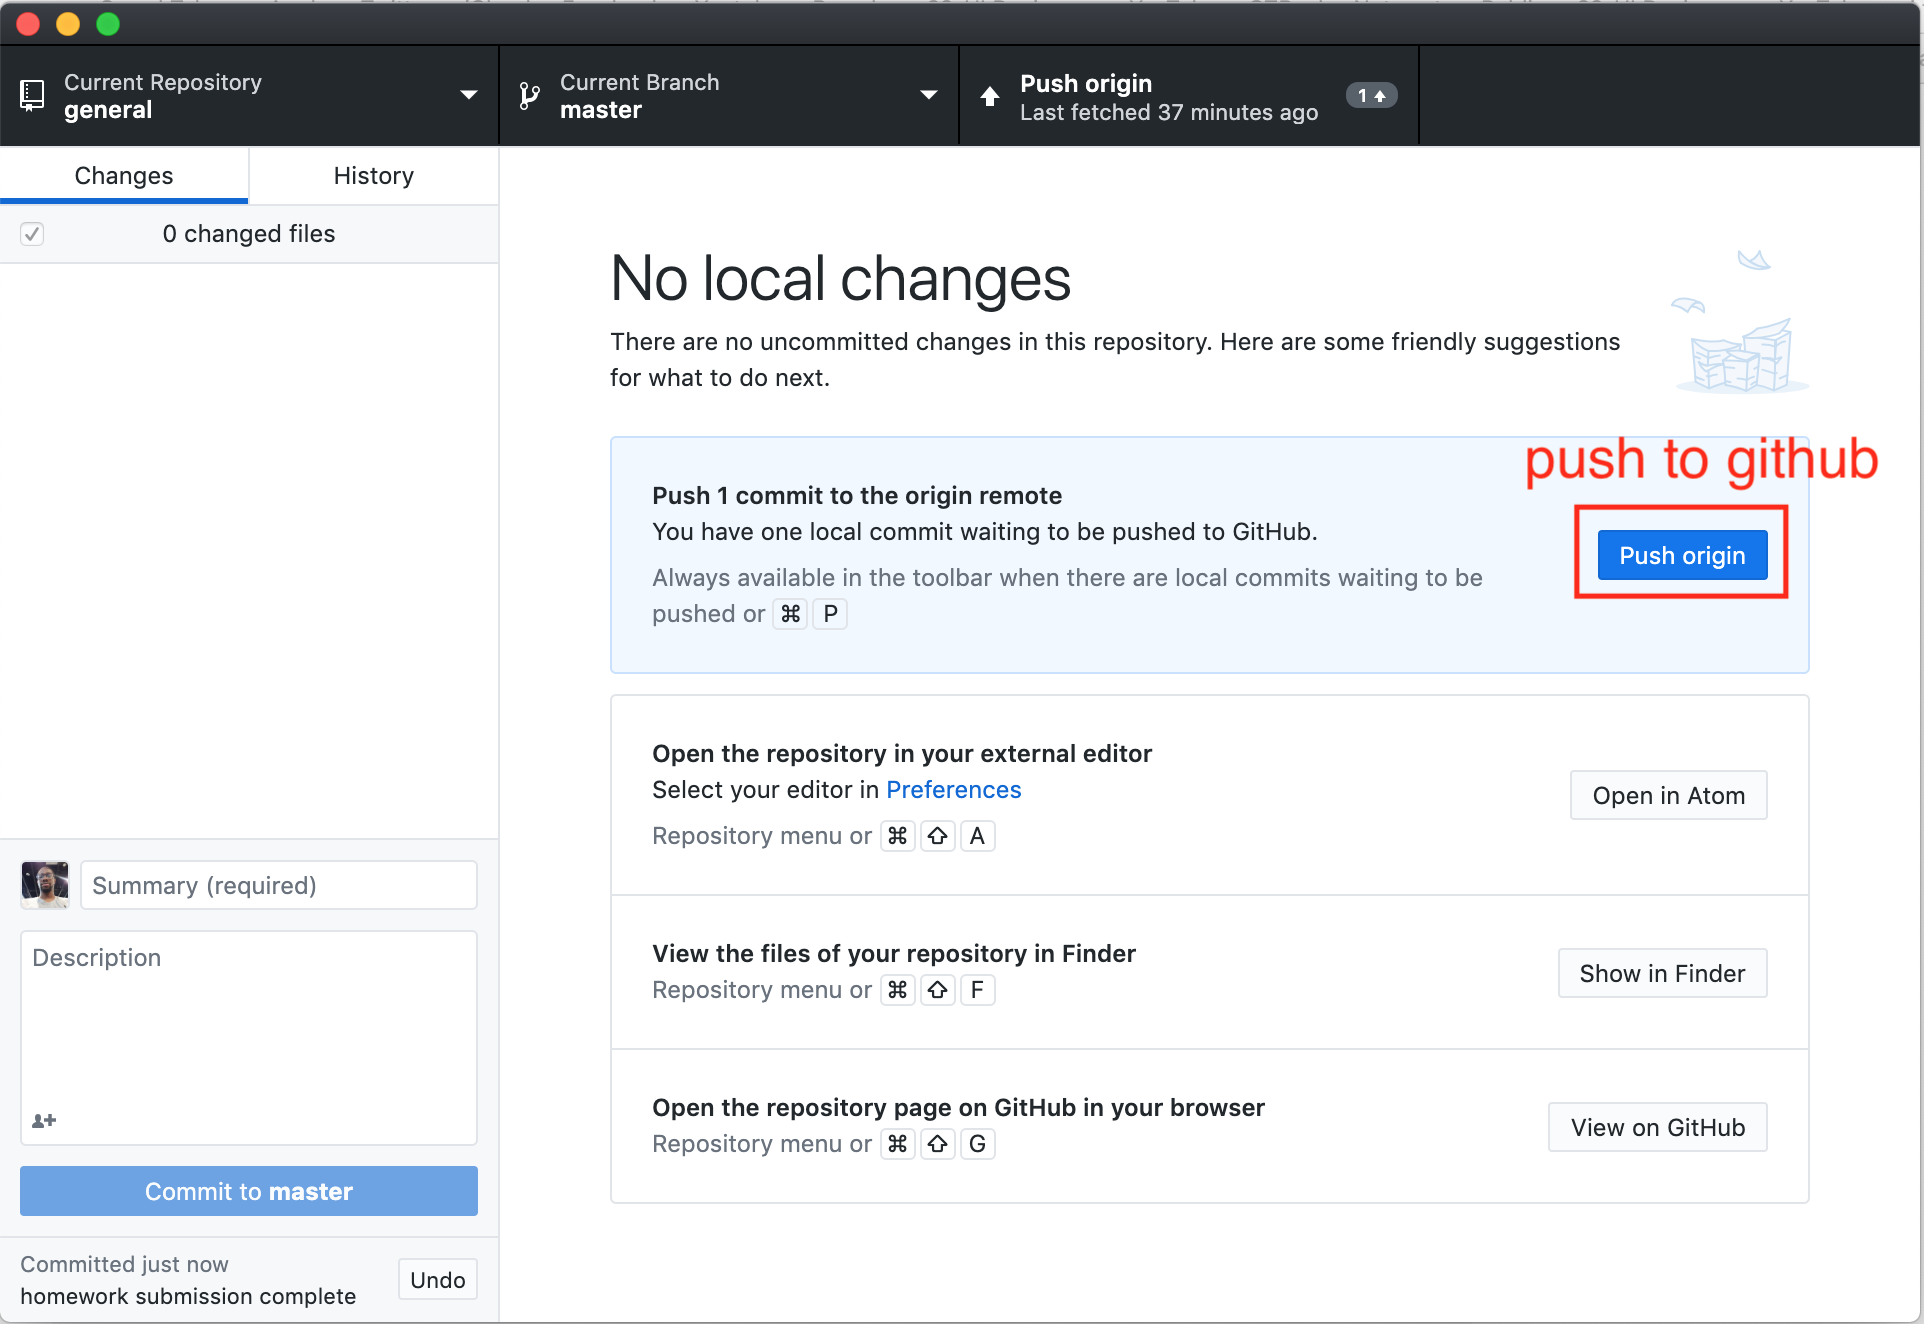 Current Repository
general
Current Branch
master
Push origin
Last fetched 37 minutes ago
1
Changes
History
0 changed files
No local changes
There are no uncommitted changes in this repository. Here are some friendly suggestions
for what to do next.
push to github
Push 1 commit to the origin remote
You have one local commit waiting to be pushed to GitHub.
Always available in the toolbar when there are local commits waiting to be
pushed or ⌘ P
Push origin
Open the repository in your external editor
Select your editor in Preferences
Repository menu or ⌘ ⇧ A
Open in Atom
View the files of your repository in Finder
Repository menu or ⌘ ⇧ F
Show in Finder
Open the repository page on GitHub in your browser
Repository menu or ⌘ ⇧ G
View on GitHub
Summary (required)
Description
Commit to master
Committed just now
homework submission complete
Undo